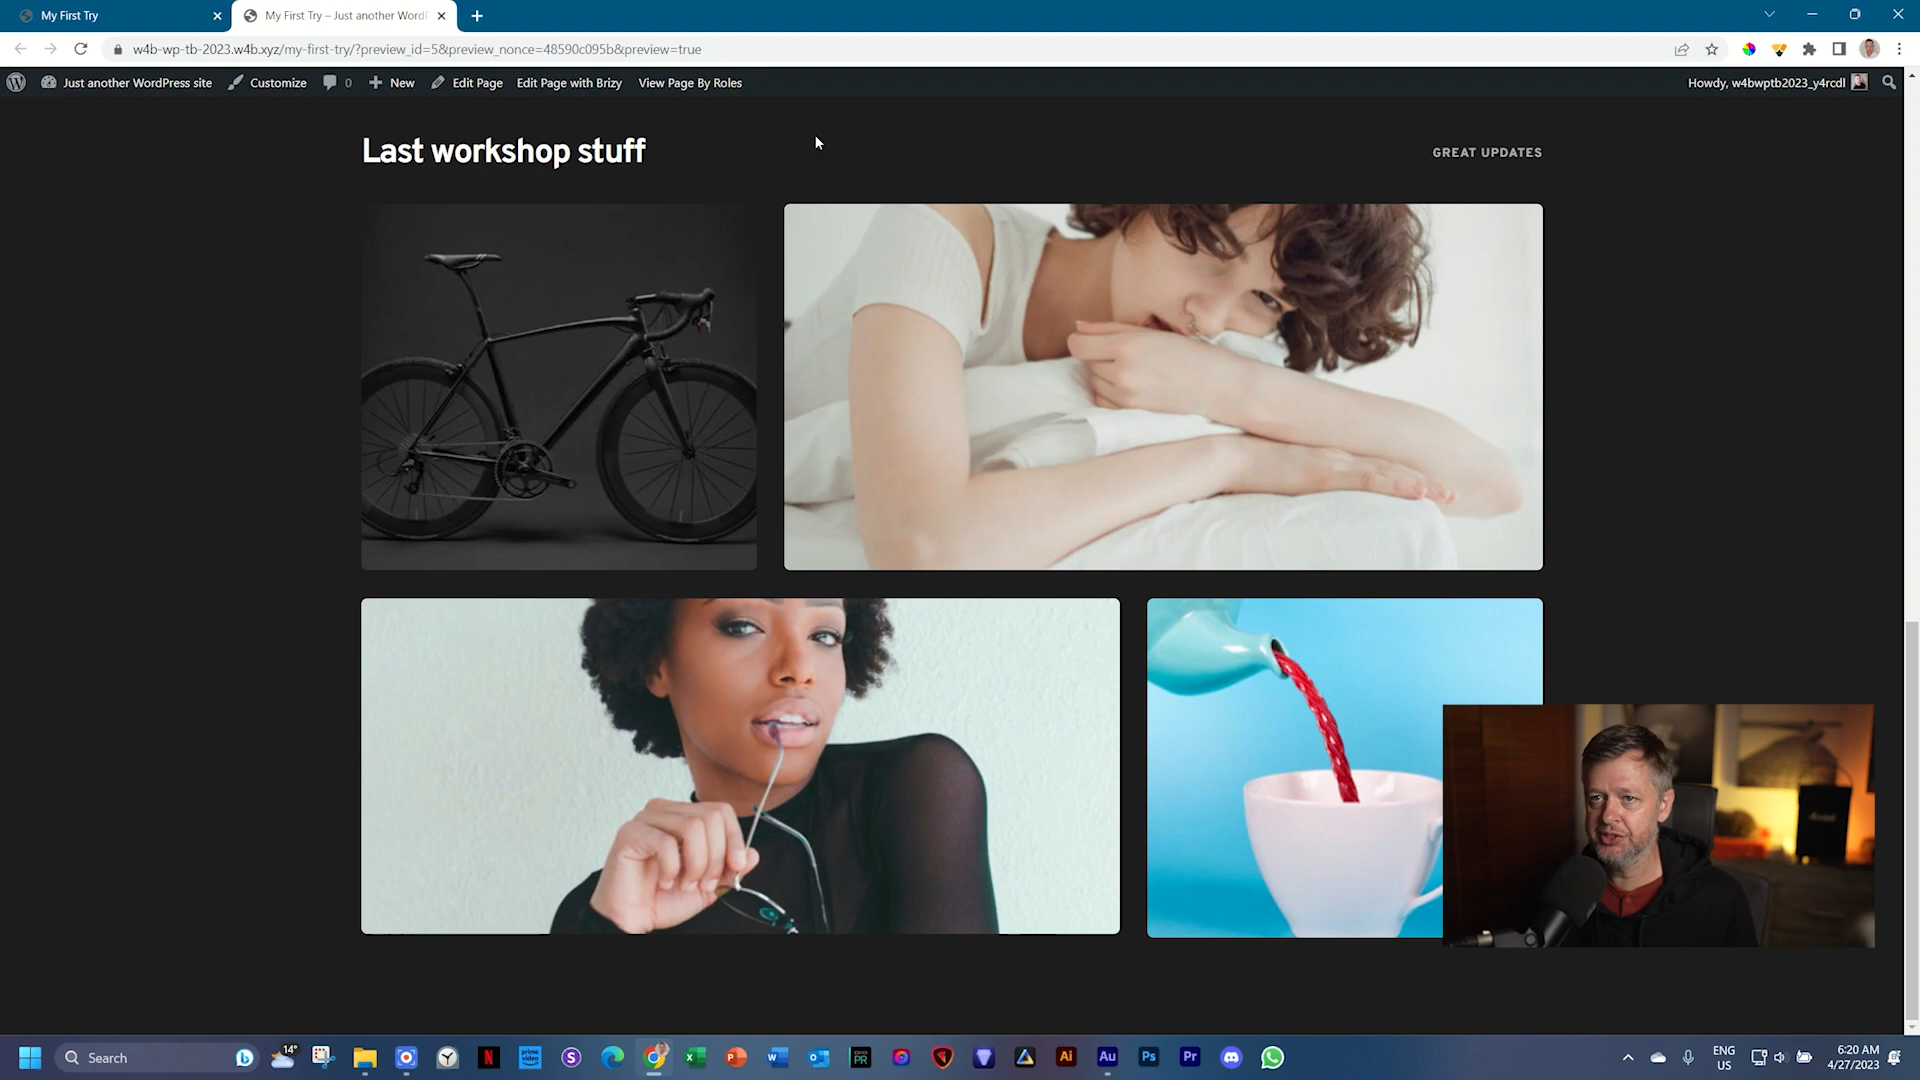 My First Try
My First Try – Just another WordP
w4b-wp-tb-2023.w4b.xyz/my-first-try/?preview_id=5&preview_nonce=48590c095b&preview=true
Just another WordPress site
Customize
0
New
Edit Page
Edit Page with Brizy
View Page By Roles
Howdy, w4bwptb2023_y4rcdl
Last workshop stuff
GREAT UPDATES
14°
Search
ENG
US
6:20 AM
4/27/2023